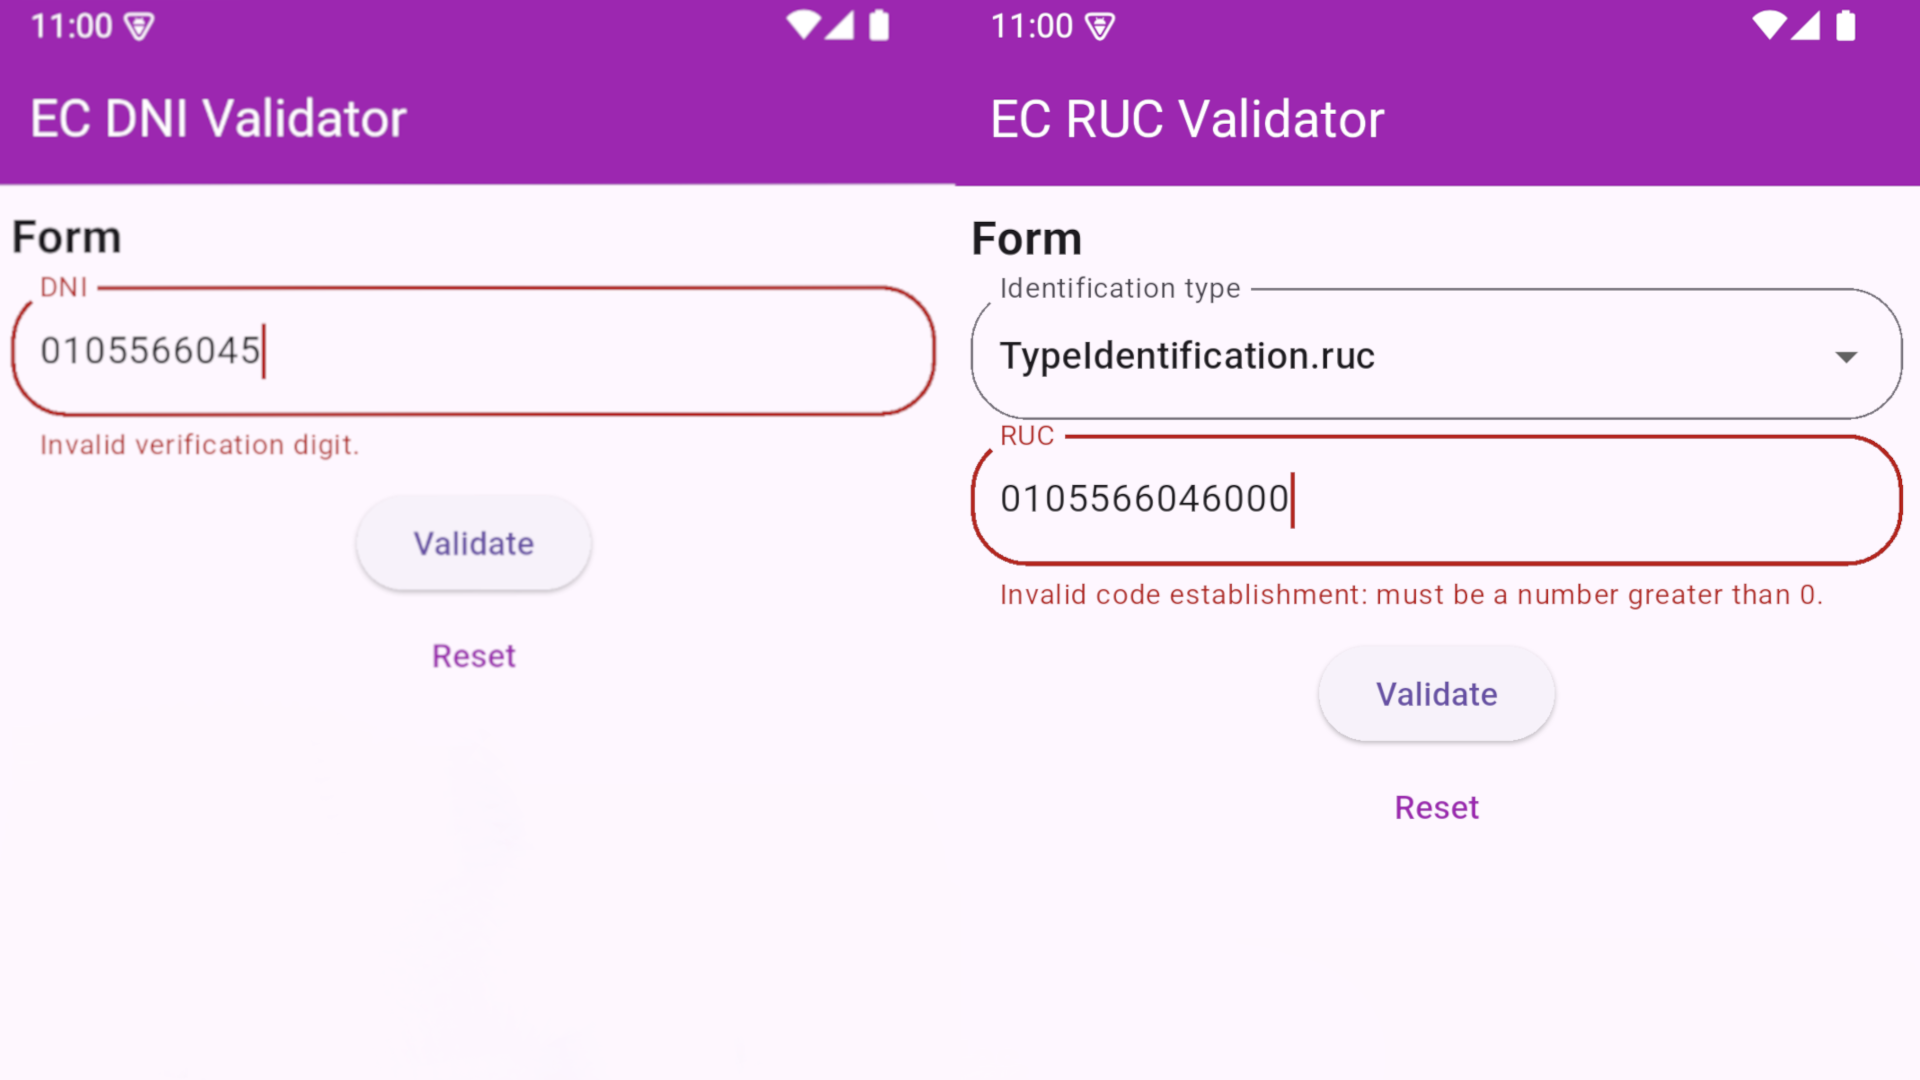 11:00
EC DNI Validator
Form
DNI
0105566045
Invalid verification digit.
Validate
Reset
11:00
EC RUC Validator
Form
Identification type
TypeIdentification.ruc
RUC
0105566046000
Invalid code establishment: must be a number greater than 0.
Validate
Reset